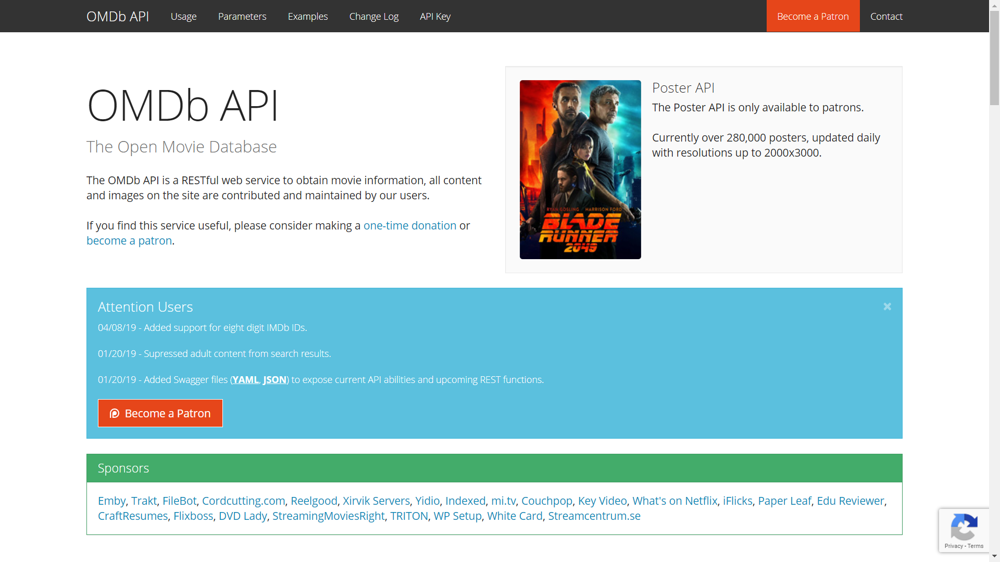 OMDb API
Usage
Parameters
Examples
Change Log
API Key
Become a Patron
Contact
OMDb API
The Open Movie Database
The OMDb API is a RESTful web service to obtain movie information, all content
and images on the site are contributed and maintained by our users.
If you find this service useful, please consider making a one-time donation or
become a patron.
RYAN GOSLING HARRISON FORD
BLADE
RUNNER
2049
Poster API
The Poster API is only available to patrons.
Currently over 280,000 posters, updated daily
with resolutions up to 2000x3000.
Attention Users
04/08/19 - Added support for eight digit IMDb IDs.
01/20/19 - Supressed adult content from search results.
01/20/19 - Added Swagger files (YAML, JSON) to expose current API abilities and upcoming REST functions.
Become a Patron
Sponsors
Emby, Trakt, FileBot, Cordcutting.com, Reelgood, Xirvik Servers, Yidio, Indexed, mi.tv, Couchpop, Key Video, What's on Netflix, iFlicks, Paper Leaf, Edu Reviewer,
CraftResumes, Flixboss, DVD Lady, StreamingMoviesRight, TRITON, WP Setup, White Card, Streamcentrum.se
Privacy - Terms